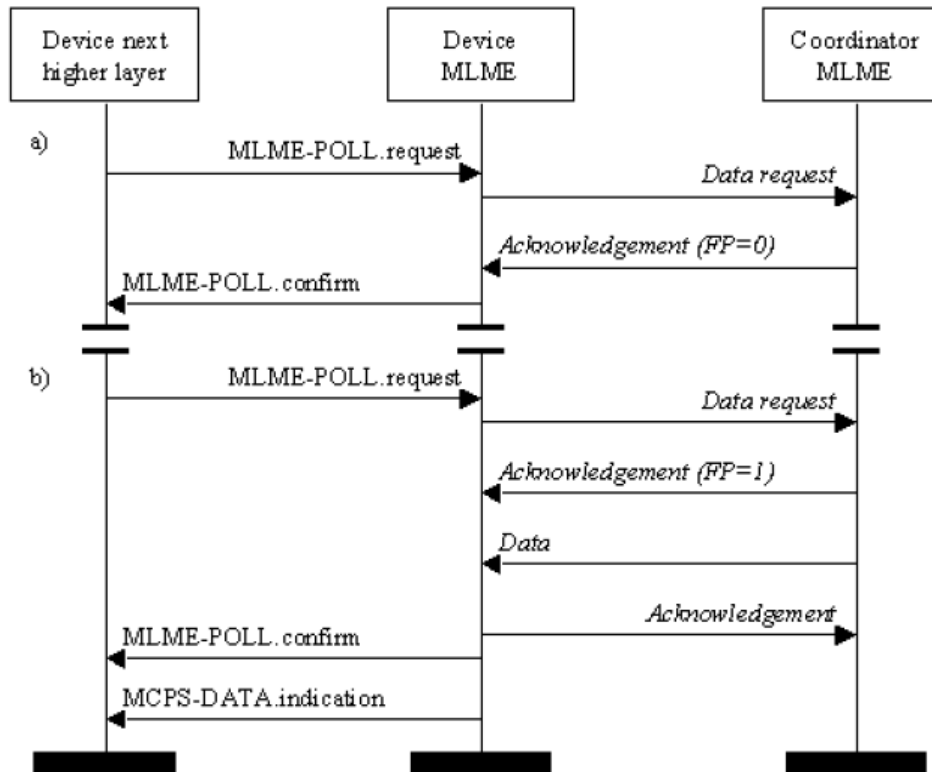 Device next
higher layer
Device
MLME
Coordinator
MLME
a)
MLME-POLL.request
Data request
Acknowledgement (FP=0)
MLME-POLL.confirm
b)
MLME-POLL.request
Data request
Acknowledgement (FP=1)
Data
Acknowledgement
MLME-POLL.confirm
MCPS-DATA.indication